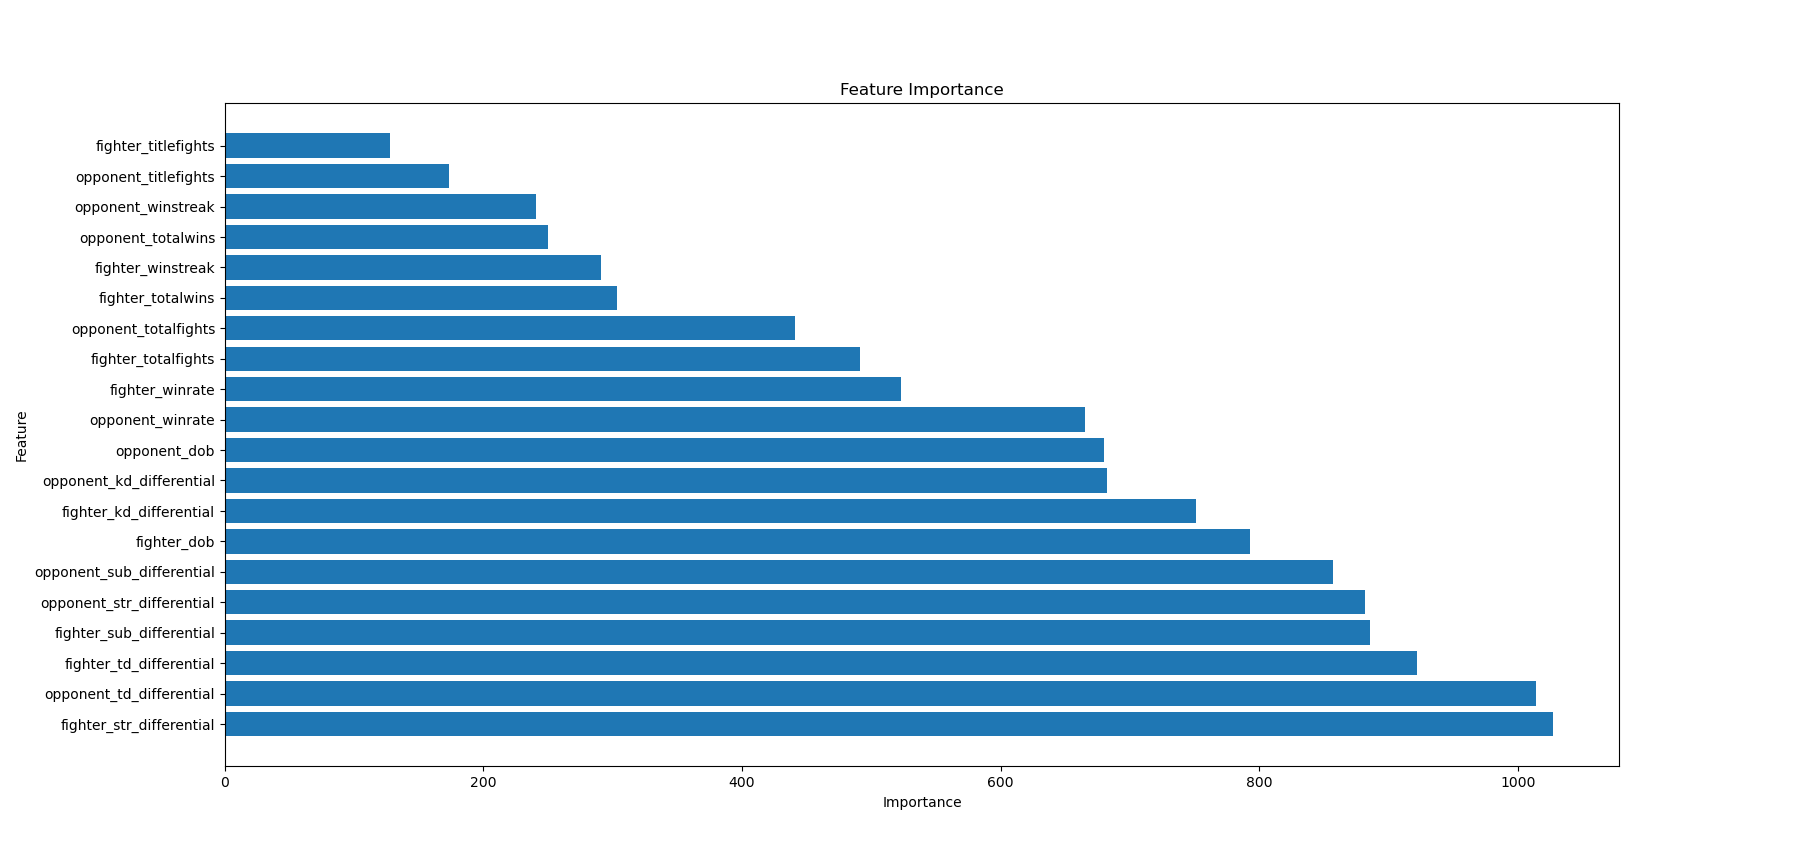 Feature Importance
fighter_titlefights
opponent_titlefights
opponent_winstreak
opponent_totalwins
fighter_winstreak
fighter_totalwins
opponent_totalfights
fighter_totalfights
fighter_winrate
opponent_winrate
opponent_dob
opponent_kd_differential
fighter_kd_differential
fighter_dob
opponent_sub_differential
opponent_str_differential
fighter_sub_differential
fighter_td_differential
opponent_td_differential
fighter_str_differential
Feature
0 200 400 600 800 1000
Importance